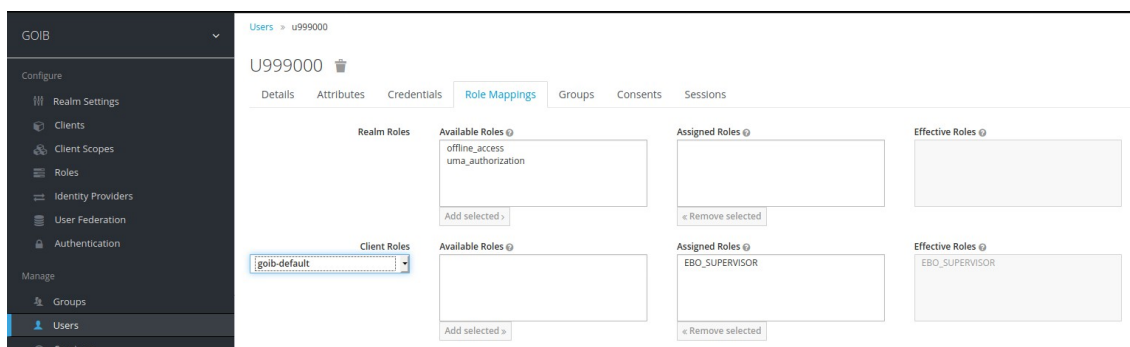 GOIB
Users » u999000
U999000
Configure
Realm Settings
Clients
Client Scopes
Roles
Identity Providers
User Federation
Authentication
Manage
Groups
Users
Details Attributes Credentials Role Mappings Groups Consents Sessions
Realm Roles Available Roles Assigned Roles Effective Roles
offline_access
uma_authorization
Add selected › « Remove selected
Client Roles Available Roles Assigned Roles Effective Roles
goib-default EBO_SUPERVISOR EBO_SUPERVISOR
Add selected » « Remove selected